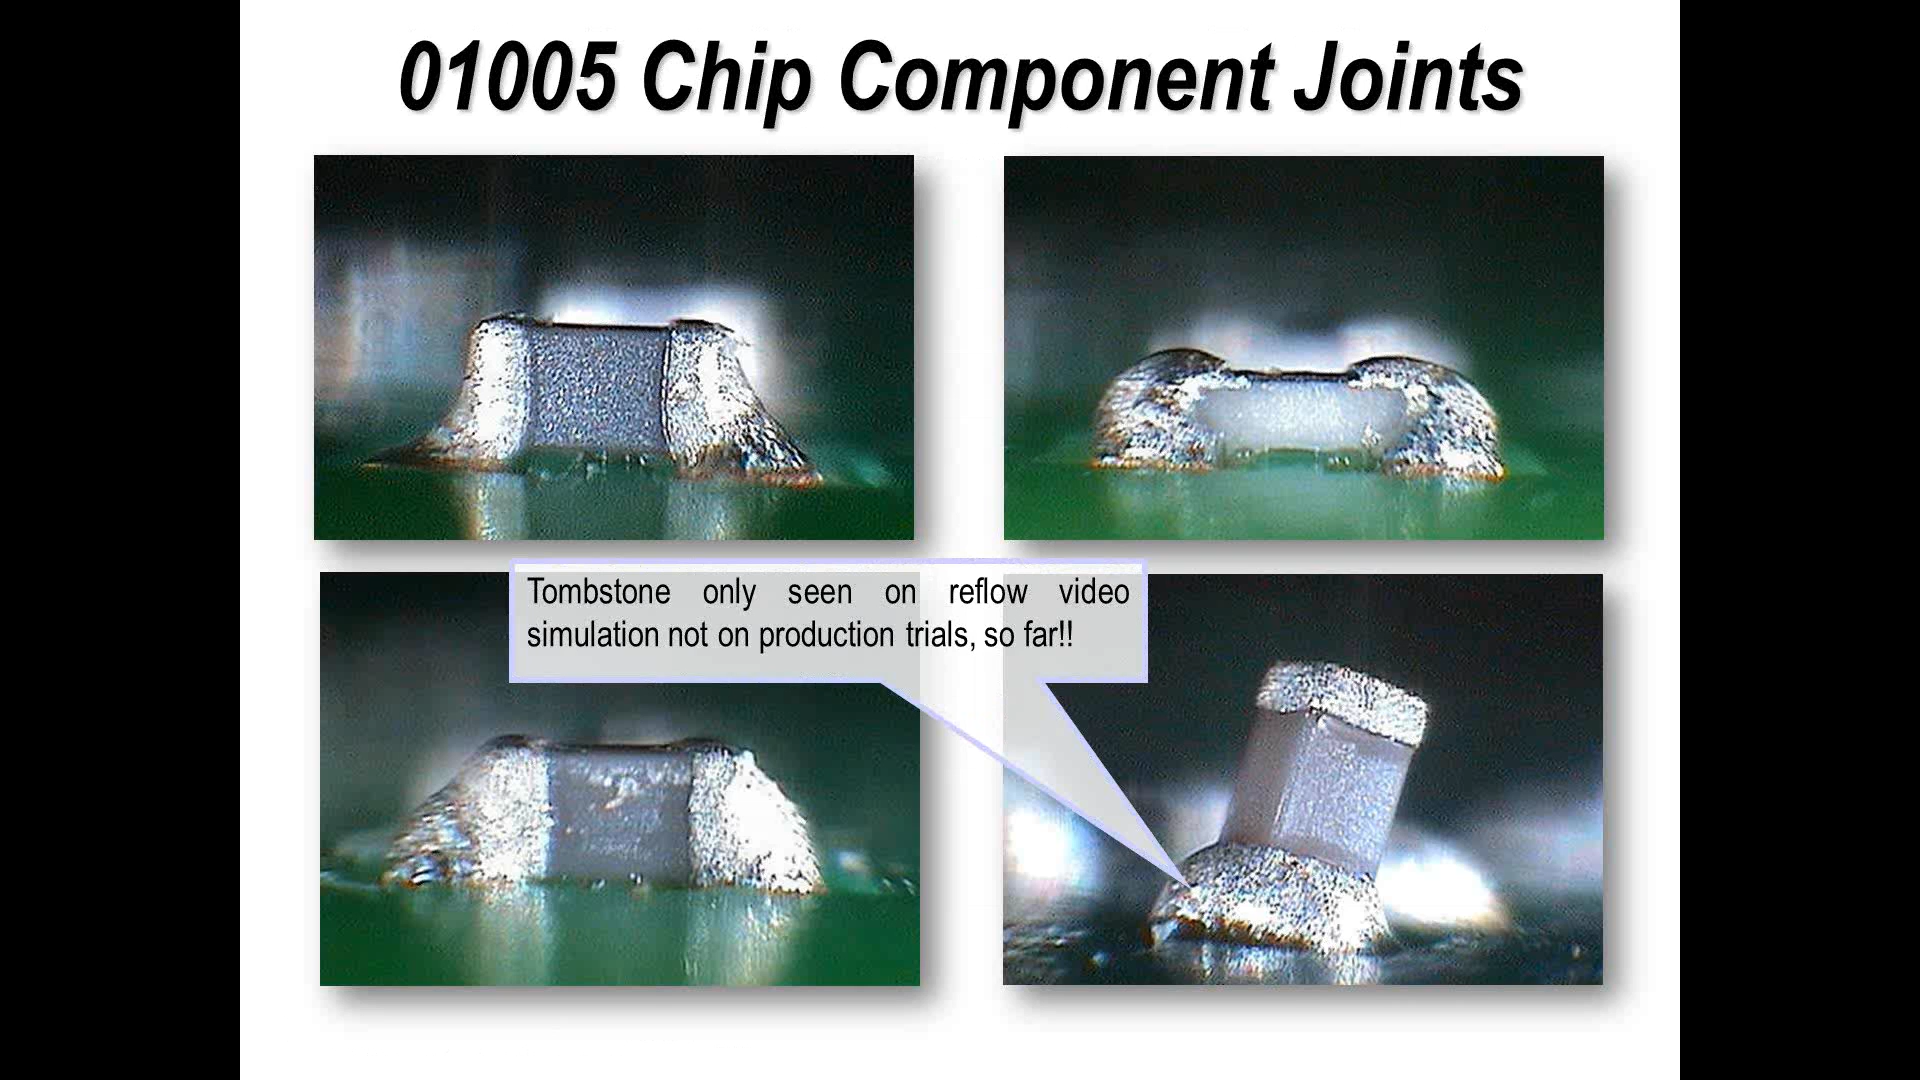 01005 Chip Component Joints
Tombstone only seen on reflow video
simulation not on production trials, so far!!